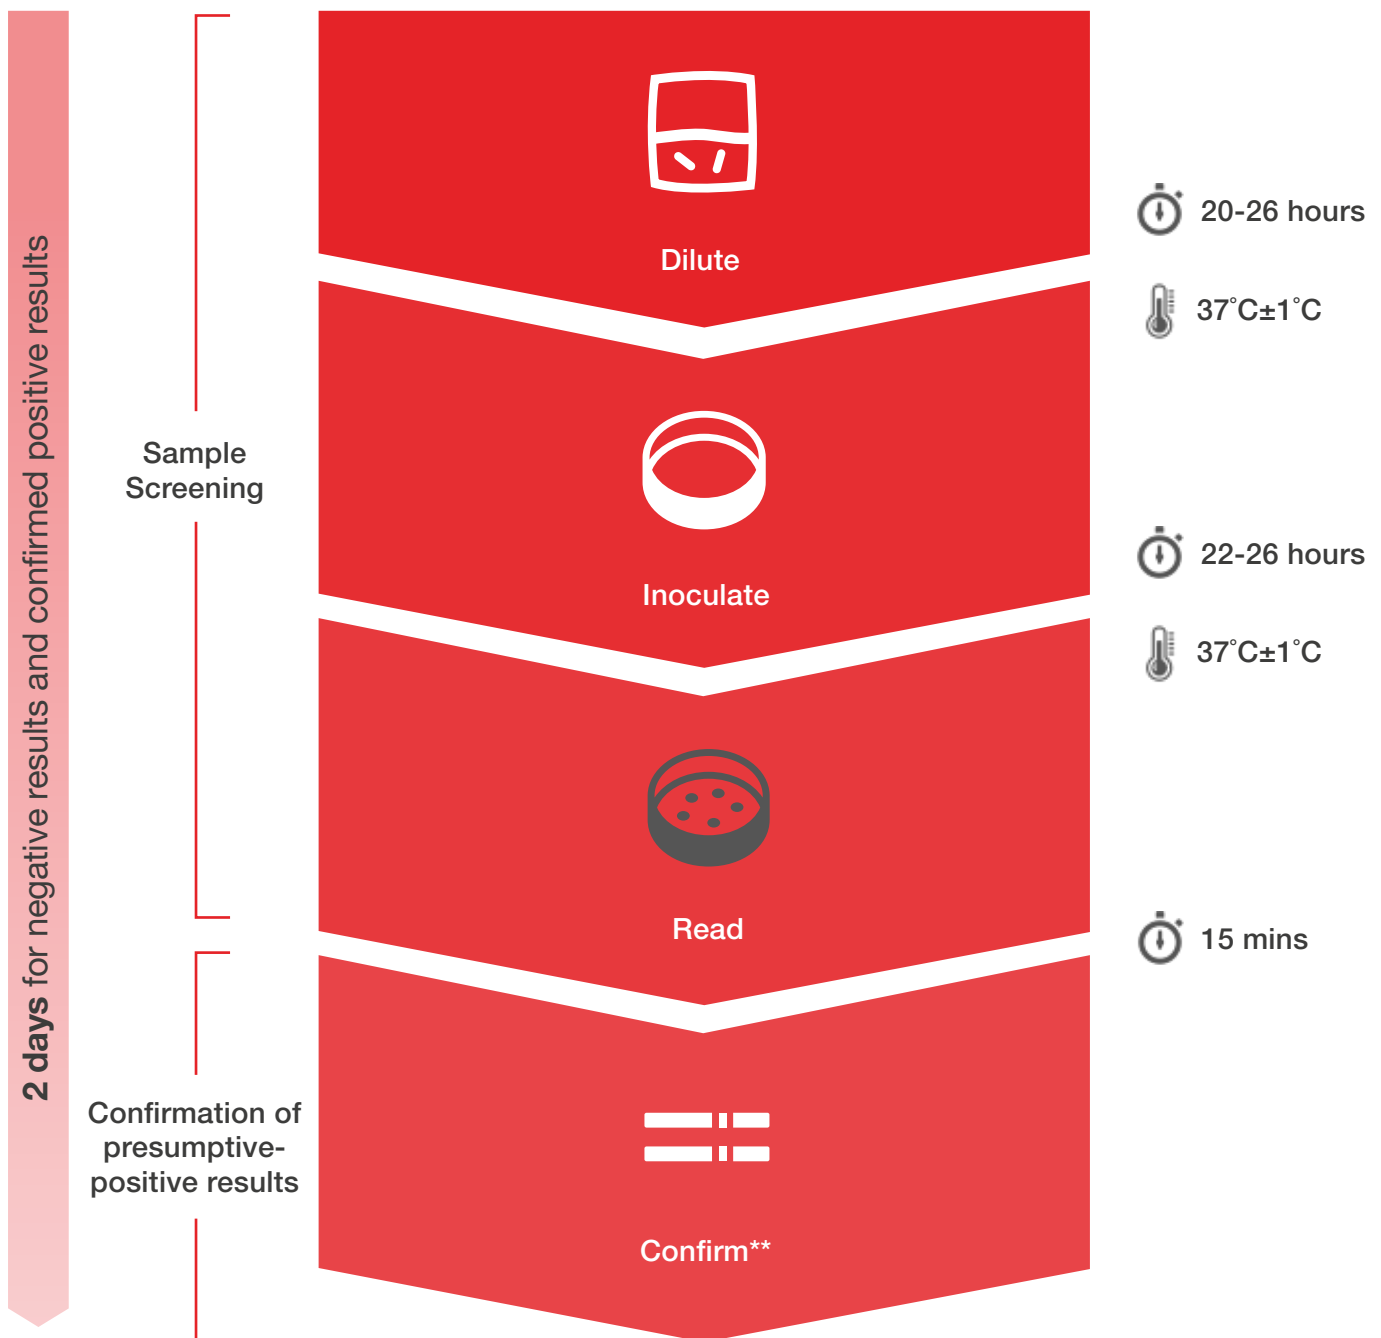 2 days for negative results and confirmed positive results
Sample
Screening
Dilute
20-26 hours
37°C±1°C
Inoculate
22-26 hours
37°C±1°C
Read
15 mins
Confirmation of
presumptive-
positive results
Confirm**